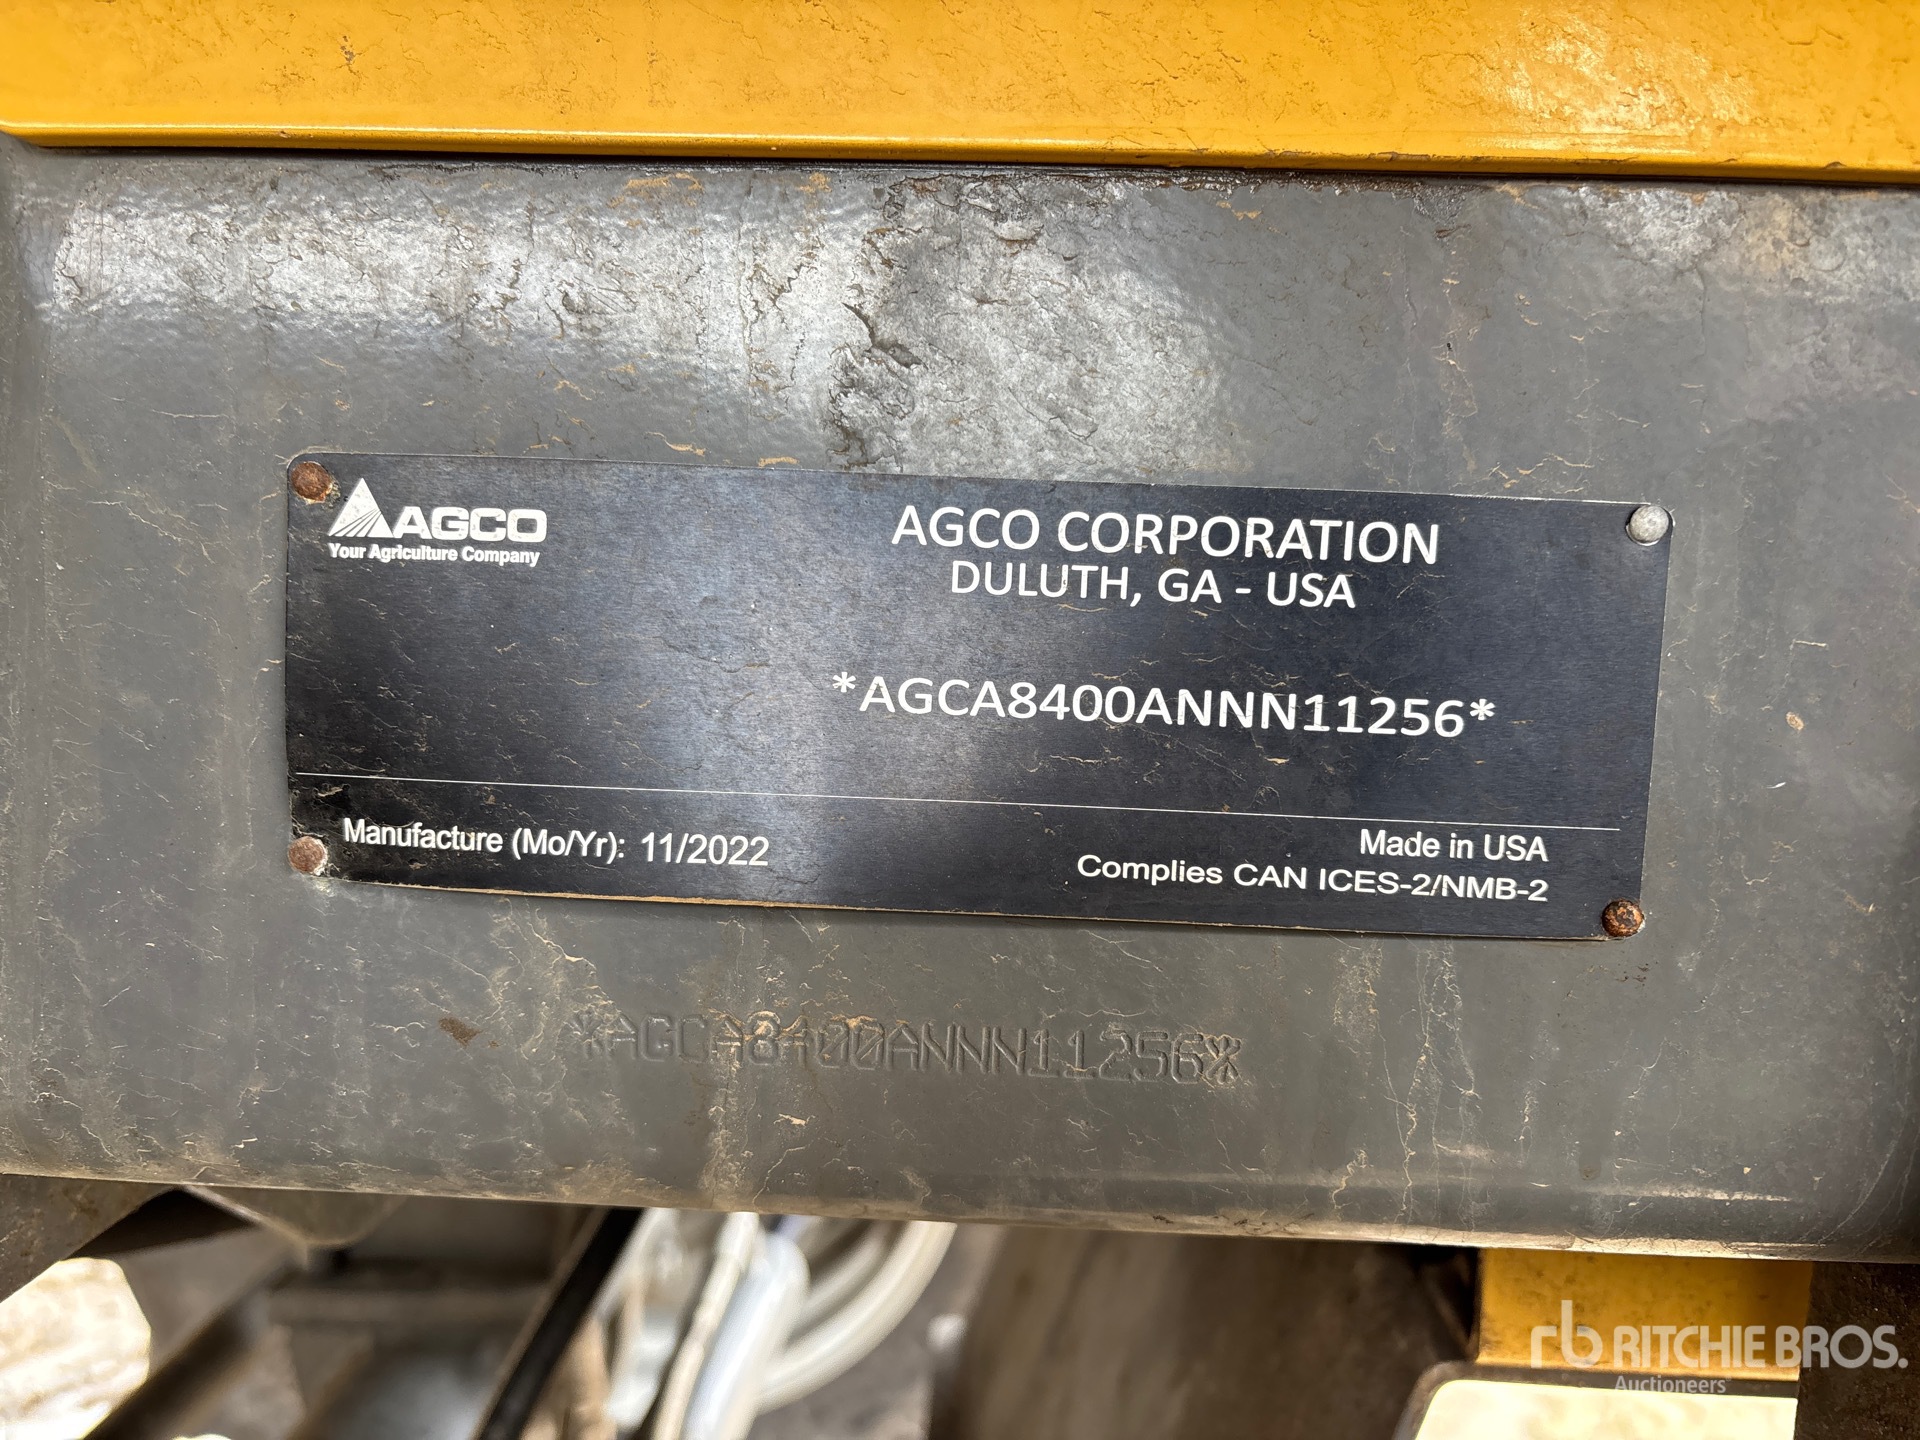 AGCO
Your Agriculture Company
AGCO CORPORATION
DULUTH, GA - USA
*AGCA8400ANNN11256*
Manufacture (Mo/Yr): 11/2022
Made in USA
Complies CAN ICES-2/NMB-2
*AGCA8400ANNN11256*
rb RITCHIE BROS.
Auctioneers